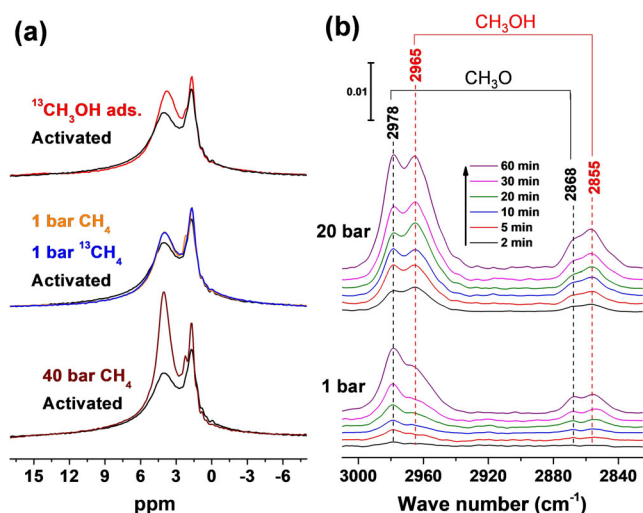 (a)
¹³CH₃OH ads.
Activated
1 bar CH₄
1 bar ¹³CH₄
Activated
40 bar CH₄
Activated
17 15 12 9 6 3 0 -3 -6
ppm
(b)
CH₃OH
CH₃O
0.01
2978
2965
2868
2855
60 min
30 min
20 min
10 min
5 min
2 min
20 bar
1 bar
3000 2960 2920 2880 2840
Wave number (cm⁻¹)